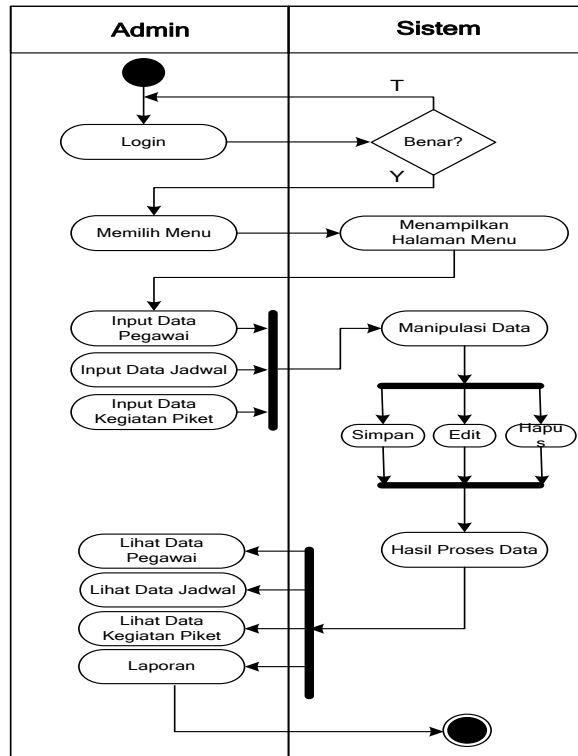 Admin
Sistem
T
Login
Benar?
Y
Memilih Menu
Menampilkan
Halaman Menu
Input Data
Pegawai
Manipulasi Data
Input Data Jadwal
Input Data
Kegiatan Piket
Simpan
Edit
Hapu
s
Lihat Data
Pegawai
Hasil Proses Data
Lihat Data Jadwal
Lihat Data
Kegiatan Piket
Laporan